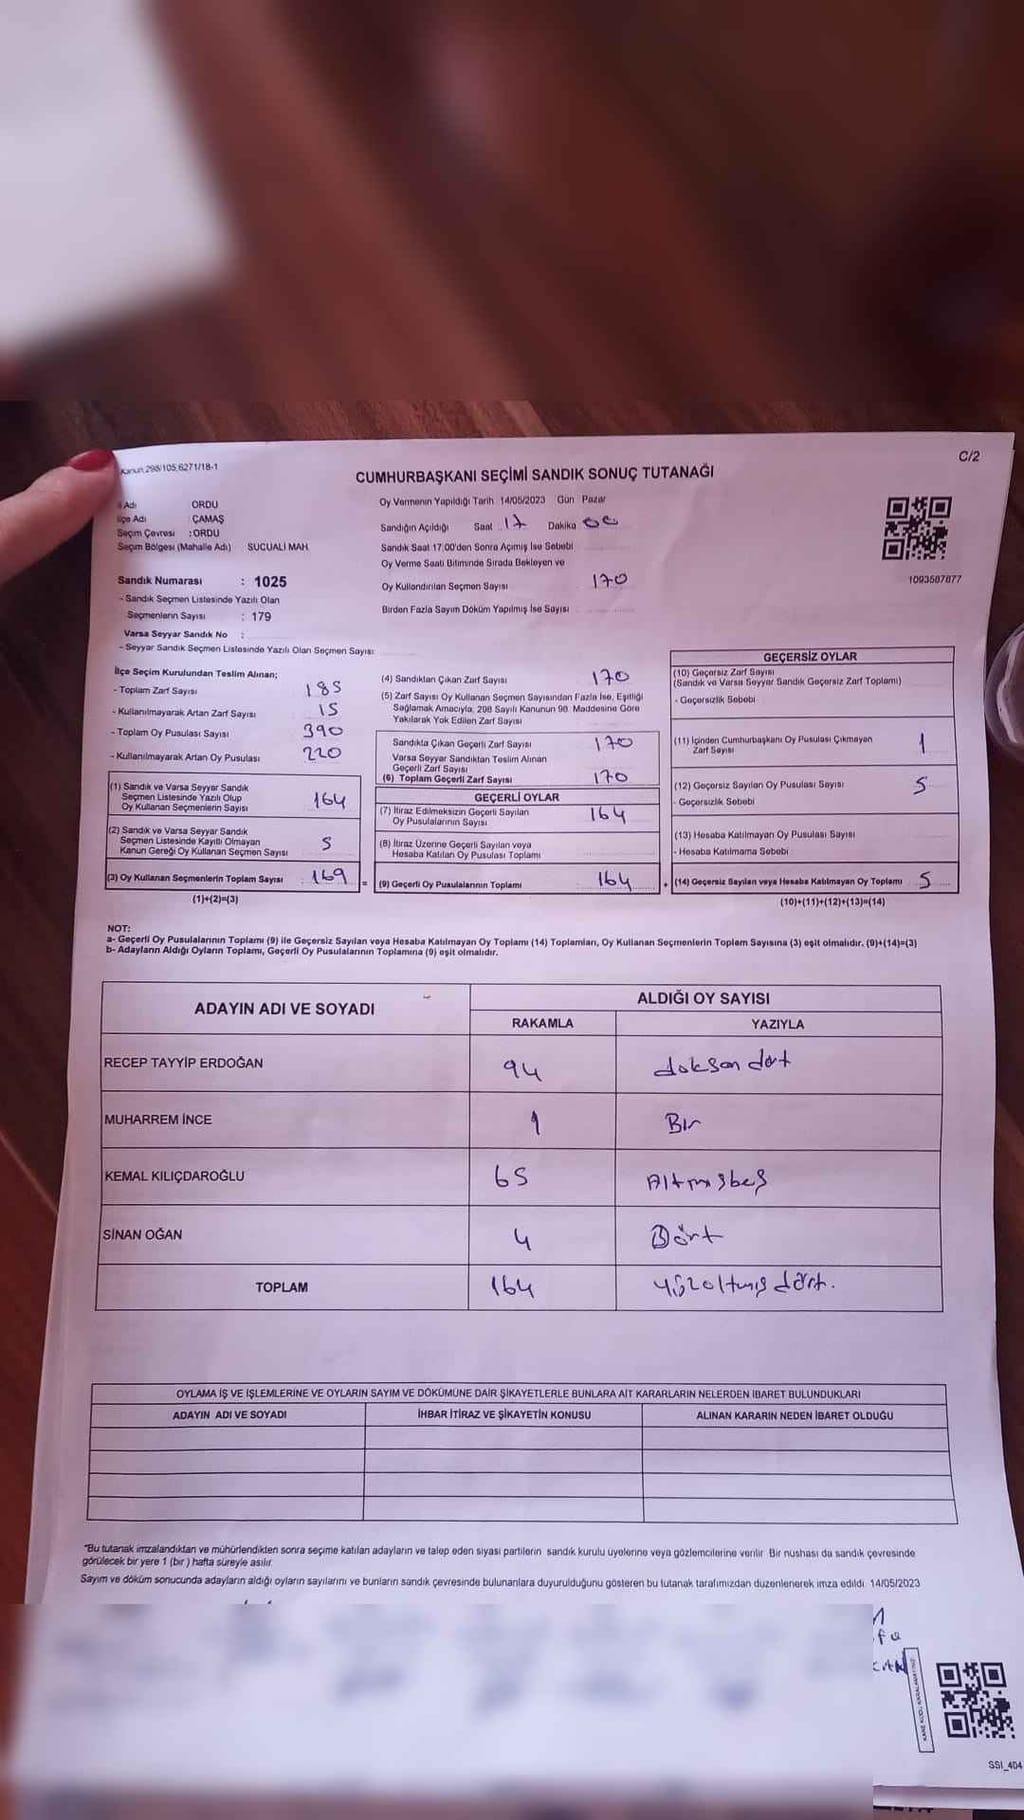 Kanun 298/105,6271/18-1
C/2
CUMHURBAŞKANI SEÇİMİ SANDIK SONUÇ TUTANAĞI
İl Adı ORDU
İlçe Adı ÇAMAŞ
Seçim Çevresi : ORDU
Seçim Bölgesi (Mahalle Adı) SUCUALİ MAH.
Sandık Numarası : 1025
- Sandık Seçmen Listesinde Yazılı Olan
Seçmenlerin Sayısı : 179
Varsa Seyyar Sandık No :
- Seyyar Sandık Seçmen Listesinde Yazılı Olan Seçmen Sayısı:
Oy Vermenin Yapıldığı Tarih 14/05/2023 Gün Pazar
Sandığın Açıldığı Saat 17 Dakika 00
Sandık Saat 17:00'den Sonra Açımış İse Sebebi
Oy Verme Saati Bitiminde Sırada Bekleyen ve
Oy Kullandırılan Seçmen Sayısı 170
Birden Fazla Sayım Döküm Yapılmış İse Sayısı
1093587877
İlçe Seçim Kurulundan Teslim Alınan;
- Toplam Zarf Sayısı 185
- Kullanılmayarak Artan Zarf Sayısı 15
- Toplam Oy Pusulası Sayısı 390
- Kullanılmayarak Artan Oy Pusulası 220
(1) Sandık ve Varsa Seyyar Sandık
Seçmen Listesinde Yazılı Olup
Oy Kullanan Seçmenlerin Sayısı 164
(2) Sandık ve Varsa Seyyar Sandık
Seçmen Listesinde Kayıtlı Olmayan
Kanun Gereği Oy Kullanan Seçmen Sayısı 5
(3) Oy Kullanan Seçmenlerin Toplam Sayısı 169 =
(1)+(2)=(3)
(4) Sandıktan Çıkan Zarf Sayısı 170
(5) Zarf Sayısı Oy Kullanan Seçmen Sayısından Fazla İse, Eşitliği
Sağlamak Amacıyla, 298 Sayılı Kanunun 98. Maddesine Göre
Yakılarak Yok Edilen Zarf Sayısı
Sandıkta Çıkan Geçerli Zarf Sayısı 170
Varsa Seyyar Sandıktan Teslim Alınan
Geçerli Zarf Sayısı
(6) Toplam Geçerli Zarf Sayısı 170
GEÇERLİ OYLAR
(7) İtiraz Edilmeksizin Geçerli Sayılan
Oy Pusulalarının Sayısı 164
(8) İtiraz Üzerine Geçerli Sayılan veya
Hesaba Katılan Oy Pusulası Toplamı
(9) Geçerli Oy Pusulalarının Toplamı 164 +
GEÇERSİZ OYLAR
(10) Geçersiz Zarf Sayısı
(Sandık ve Varsa Seyyar Sandık Geçersiz Zarf Toplamı)
- Geçersizlik Sebebi
(11) İçinden Cumhurbaşkanı Oy Pusulası Çıkmayan
Zarf Sayısı 1
(12) Geçersiz Sayılan Oy Pusulası Sayısı 5
- Geçersizlik Sebebi
(13) Hesaba Katılmayan Oy Pusulası Sayısı
- Hesaba Katılmama Sebebi
(14) Geçersiz Sayılan veya Hesaba Katılmayan Oy Toplamı 5
(10)+(11)+(12)+(13)=(14)
NOT:
a- Geçerli Oy Pusulalarının Toplamı (9) ile Geçersiz Sayılan veya Hesaba Katılmayan Oy Toplamı (14) Toplamları, Oy Kullanan Seçmenlerin Toplam Sayısına (3) eşit olmalıdır. (9)+(14)=(3)
b- Adayların Aldığı Oyların Toplamı, Geçerli Oy Pusulalarının Toplamına (9) eşit olmalıdır.
ADAYIN ADI VE SOYADI ALDIĞI OY SAYISI
RAKAMLA YAZIYLA
RECEP TAYYİP ERDOĞAN 94 doksan dört
MUHARREM İNCE 1 Bir
KEMAL KILIÇDAROĞLU 65 Altmışbeş
SİNAN OĞAN 4 Dört
TOPLAM 164 Yüzaltmışdört.
OYLAMA İŞ VE İŞLEMLERİNE VE OYLARIN SAYIM VE DÖKÜMÜNE DAİR ŞİKAYETLERLE BUNLARA AİT KARARLARIN NELERDEN İBARET BULUNDUKLARI
ADAYIN ADI VE SOYADI İHBAR İTİRAZ VE ŞİKAYETİN KONUSU ALINAN KARARIN NEDEN İBARET OLDUĞU
"Bu tutanak imzalandıktan ve mühürlendikten sonra seçime katılan adayların ve talep eden siyasi partilerin sandık kurulu üyelerine veya gözlemcilerine verilir Bir nushası da sandık çevresinde
görülecek bir yere 1 (bir ) hafta süreyle asılır.
Sayım ve döküm sonucunda adayların aldığı oyların sayılarını ve bunların sandık çevresinde bulunanlara duyurulduğunu gösteren bu tutanak tarafımızdan düzenlenerek imza edildi 14/05/2023
KARE KODU KARALAMAYINIZ
SSI_404